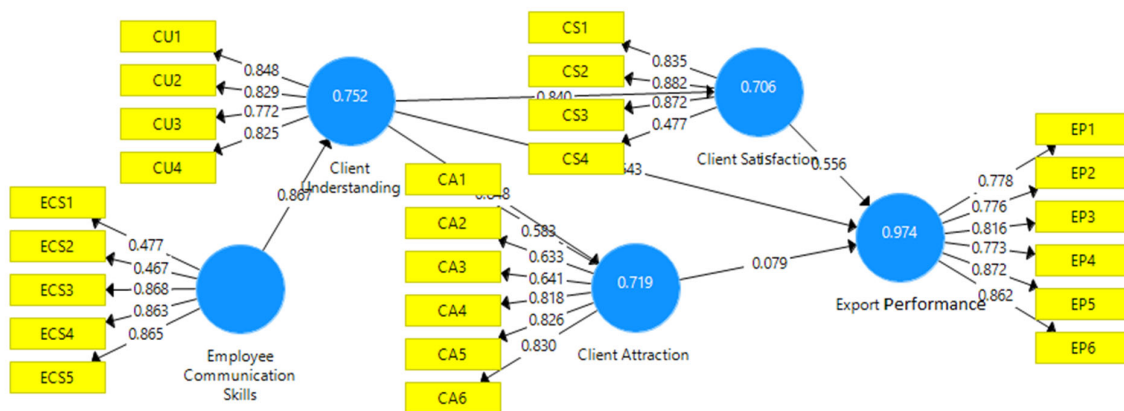 CU1
CU2
CU3
CU4
0.848
0.829
0.772
0.825
0.752
Client
Understanding
0.867
ECS1
ECS2
ECS3
ECS4
ECS5
0.477
0.467
0.868
0.863
0.865
Employee
Communication
Skills
CS1
CS2
CS3
CS4
0.835
0.882
0.872
0.477
0.840
0.706
Client Satisfaction
0.556
CA1
CA2
CA3
CA4
CA5
CA6
0.848
0.583
0.633
0.641
0.818
0.826
0.830
0.719
Client Attraction
0.079
0.974
Export Performance
EP1
EP2
EP3
EP4
EP5
EP6
0.778
0.776
0.816
0.773
0.872
0.862